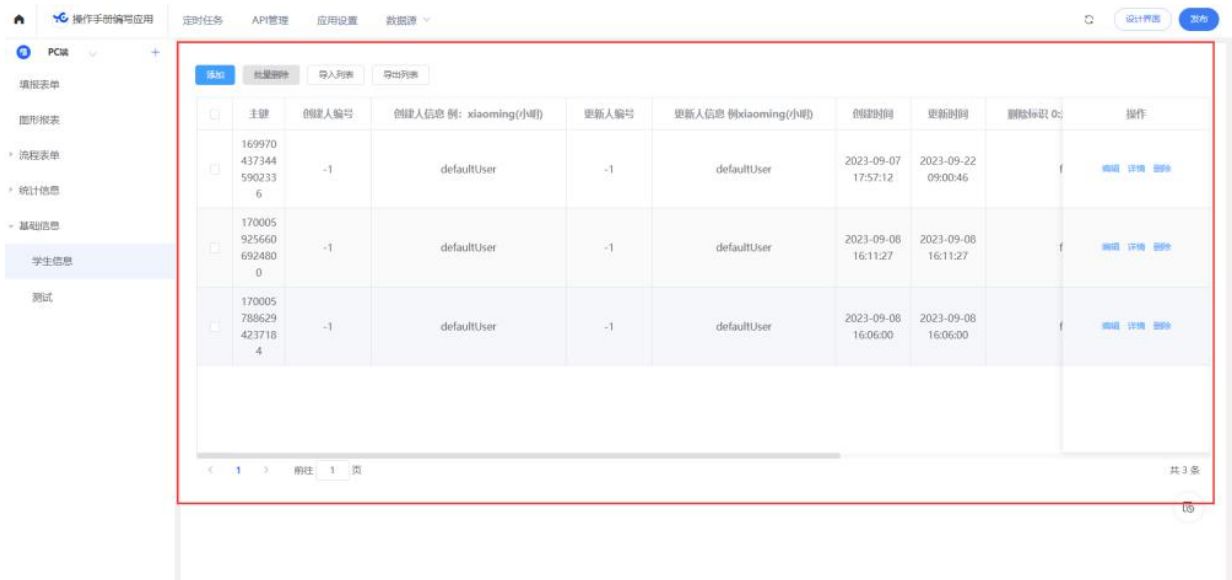 操作手册编写应用
定时任务
API管理
应用设置
数据源
设计界面
发布
PC端
填报表单
图形报表
流程表单
统计信息
基础信息
学生信息
测试
添加
批量删除
导入列表
导出列表
主键
创建人编号
创建人信息 例：xiaoming(小明)
更新人编号
更新人信息 例xiaoming(小明)
创建时间
更新时间
删除标识 0:
操作
169970
437344
590233
6
-1
defaultUser
-1
defaultUser
2023-09-07
17:57:12
2023-09-22
09:00:46
f
编辑 详情 删除
170005
925660
692480
0
-1
defaultUser
-1
defaultUser
2023-09-08
16:11:27
2023-09-08
16:11:27
f
编辑 详情 删除
170005
788629
423718
4
-1
defaultUser
-1
defaultUser
2023-09-08
16:06:00
2023-09-08
16:06:00
f
编辑 详情 删除
1
前往 1 页
共 3 条